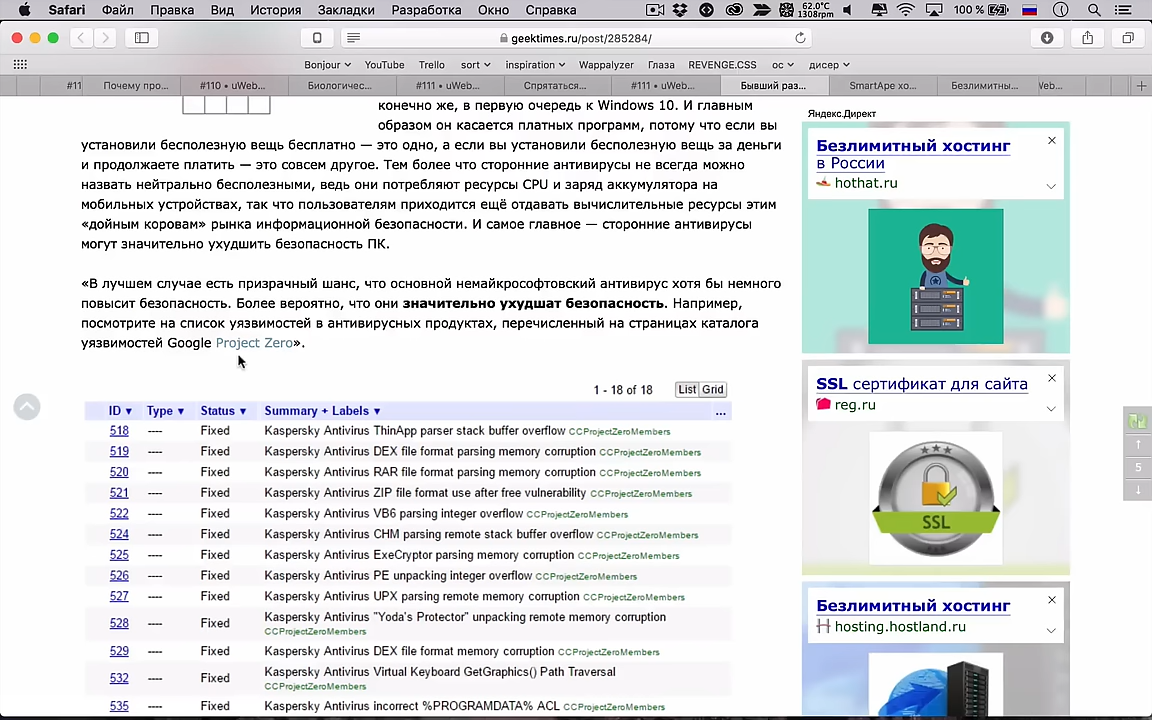 Safari Файл Правка Вид История Закладки Разработка Окно Справка 62.0°C 1308rpm 100 %
geektimes.ru/post/285284/
Bonjour YouTube Trello sort inspiration Wappalyzer Глаза REVENGE.CSS ос дисер
#11 Почему про... #110 • uWeb... Биологичес... #111 • uWeb... Спрятаться... #111 • uWeb... Бывший раз... SmartApe хо... Безлимитны... Web...
конечно же, в первую очередь к Windows 10. И главным
образом он касается платных программ, потому что если вы
установили бесполезную вещь бесплатно — это одно, а если вы установили бесполезную вещь за деньги
и продолжаете платить — это совсем другое. Тем более что сторонние антивирусы не всегда можно
назвать нейтрально бесполезными, ведь они потребляют ресурсы CPU и заряд аккумулятора на
мобильных устройствах, так что пользователям приходится ещё отдавать вычислительные ресурсы этим
«дойным коровам» рынка информационной безопасности. И самое главное — сторонние антивирусы
могут значительно ухудшить безопасность ПК.
«В лучшем случае есть призрачный шанс, что основной немайкрософтовский антивирус хотя бы немного
повысит безопасность. Более вероятно, что они значительно ухудшат безопасность. Например,
посмотрите на список уязвимостей в антивирусных продуктах, перечисленный на страницах каталога
уязвимостей Google Project Zero».
1 - 18 of 18 List Grid
ID ▼ Type ▼ Status ▼ Summary + Labels ▼ ...
518 ---- Fixed Kaspersky Antivirus ThinApp parser stack buffer overflow CCProjectZeroMembers
519 ---- Fixed Kaspersky Antivirus DEX file format parsing memory corruption CCProjectZeroMembers
520 ---- Fixed Kaspersky Antivirus RAR file format parsing memory corruption CCProjectZeroMembers
521 ---- Fixed Kaspersky Antivirus ZIP file format use after free vulnerability CCProjectZeroMembers
522 ---- Fixed Kaspersky Antivirus VB6 parsing integer overflow CCProjectZeroMembers
524 ---- Fixed Kaspersky Antivirus CHM parsing remote stack buffer overflow CCProjectZeroMembers
525 ---- Fixed Kaspersky Antivirus ExeCryptor parsing memory corruption CCProjectZeroMembers
526 ---- Fixed Kaspersky Antivirus PE unpacking integer overflow CCProjectZeroMembers
527 ---- Fixed Kaspersky Antivirus UPX parsing remote memory corruption CCProjectZeroMembers
528 ---- Fixed Kaspersky Antivirus "Yoda's Protector" unpacking remote memory corruption
CCProjectZeroMembers
529 ---- Fixed Kaspersky Antivirus DEX file format memory corruption CCProjectZeroMembers
532 ---- Fixed Kaspersky Antivirus Virtual Keyboard GetGraphics() Path Traversal
CCProjectZeroMembers
535 ---- Fixed Kaspersky Antivirus incorrect %PROGRAMDATA% ACL CCProjectZeroMembers
Яндекс.Директ
Безлимитный хостинг
в России
hothat.ru
SSL сертификат для сайта
reg.ru
SSL
Безлимитный хостинг
hosting.hostland.ru
5